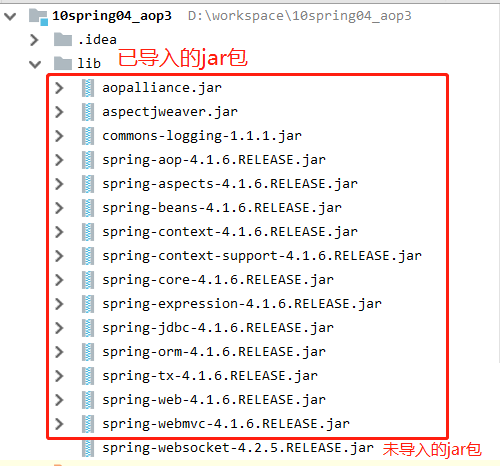 10spring04_aop3 D:\workspace\10spring04_aop3
.idea
lib 已导入的jar包
aopalliance.jar
aspectjweaver.jar
commons-logging-1.1.1.jar
spring-aop-4.1.6.RELEASE.jar
spring-aspects-4.1.6.RELEASE.jar
spring-beans-4.1.6.RELEASE.jar
spring-context-4.1.6.RELEASE.jar
spring-context-support-4.1.6.RELEASE.jar
spring-core-4.1.6.RELEASE.jar
spring-expression-4.1.6.RELEASE.jar
spring-jdbc-4.1.6.RELEASE.jar
spring-orm-4.1.6.RELEASE.jar
spring-tx-4.1.6.RELEASE.jar
spring-web-4.1.6.RELEASE.jar
spring-webmvc-4.1.6.RELEASE.jar
spring-websocket-4.2.5.RELEASE.jar 未导入的jar包